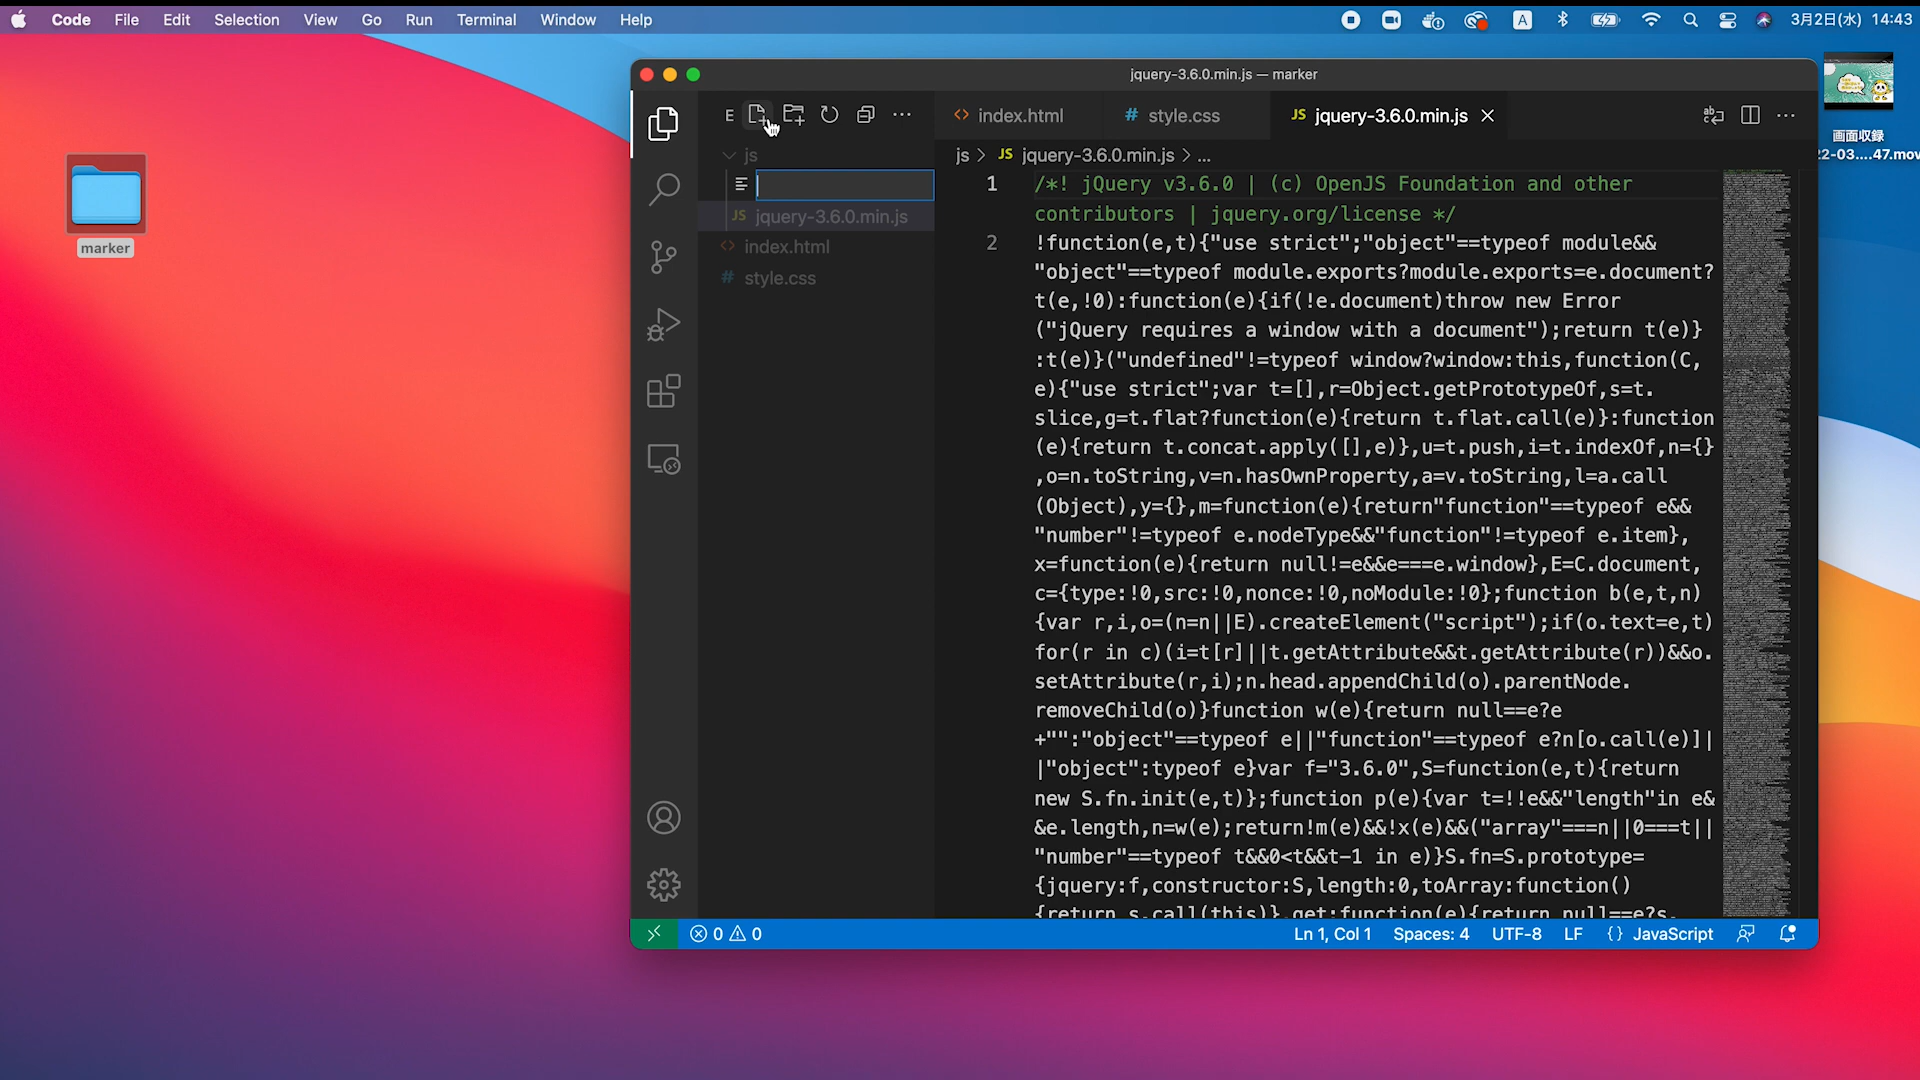 Code File Edit Selection View Go Run Terminal Window Help
A 3月2日(水) 14:43
jquery-3.6.0.min.js — marker
E
index.html # style.css JS jquery-3.6.0.min.js
js
JS jquery-3.6.0.min.js
index.html
# style.css
js > JS jquery-3.6.0.min.js > ...
1 /*! jQuery v3.6.0 | (c) OpenJS Foundation and other
contributors | jquery.org/license */
2 !function(e,t){"use strict";"object"==typeof module&&
"object"==typeof module.exports?module.exports=e.document?
t(e,!0):function(e){if(!e.document)throw new Error
("jQuery requires a window with a document");return t(e)}
:t(e)}("undefined"!=typeof window?window:this,function(C,
e){"use strict";var t=[],r=Object.getPrototypeOf,s=t.
slice,g=t.flat?function(e){return t.flat.call(e)}:function
(e){return t.concat.apply([],e)},u=t.push,i=t.indexOf,n={}
,o=n.toString,v=n.hasOwnProperty,a=v.toString,l=a.call
(Object),y={},m=function(e){return"function"==typeof e&&
"number"!=typeof e.nodeType&&"function"!=typeof e.item},
x=function(e){return null!=e&&e===e.window},E=C.document,
c={type:!0,src:!0,nonce:!0,noModule:!0};function b(e,t,n)
{var r,i,o=(n=n||E).createElement("script");if(o.text=e,t)
for(r in c)(i=t[r]||t.getAttribute&&t.getAttribute(r))&&o.
setAttribute(r,i);n.head.appendChild(o).parentNode.
removeChild(o)}function w(e){return null==e?e
+"":"object"==typeof e||"function"==typeof e?n[o.call(e)]|
|"object":typeof e}var f="3.6.0",S=function(e,t){return
new S.fn.init(e,t)};function p(e){var t=!!e&&"length"in e&
&e.length,n=w(e);return!m(e)&&!x(e)&&("array"===n||0===t||
"number"==typeof t&&0<t&&t-1 in e)}S.fn=S.prototype=
{jquery:f,constructor:S,length:0,toArray:function()
{return s.call(this)},get:function(e){return null==e?s.
0 0
Ln 1, Col 1 Spaces: 4 UTF-8 LF {} JavaScript
marker
画面収録
22-03....47.mov